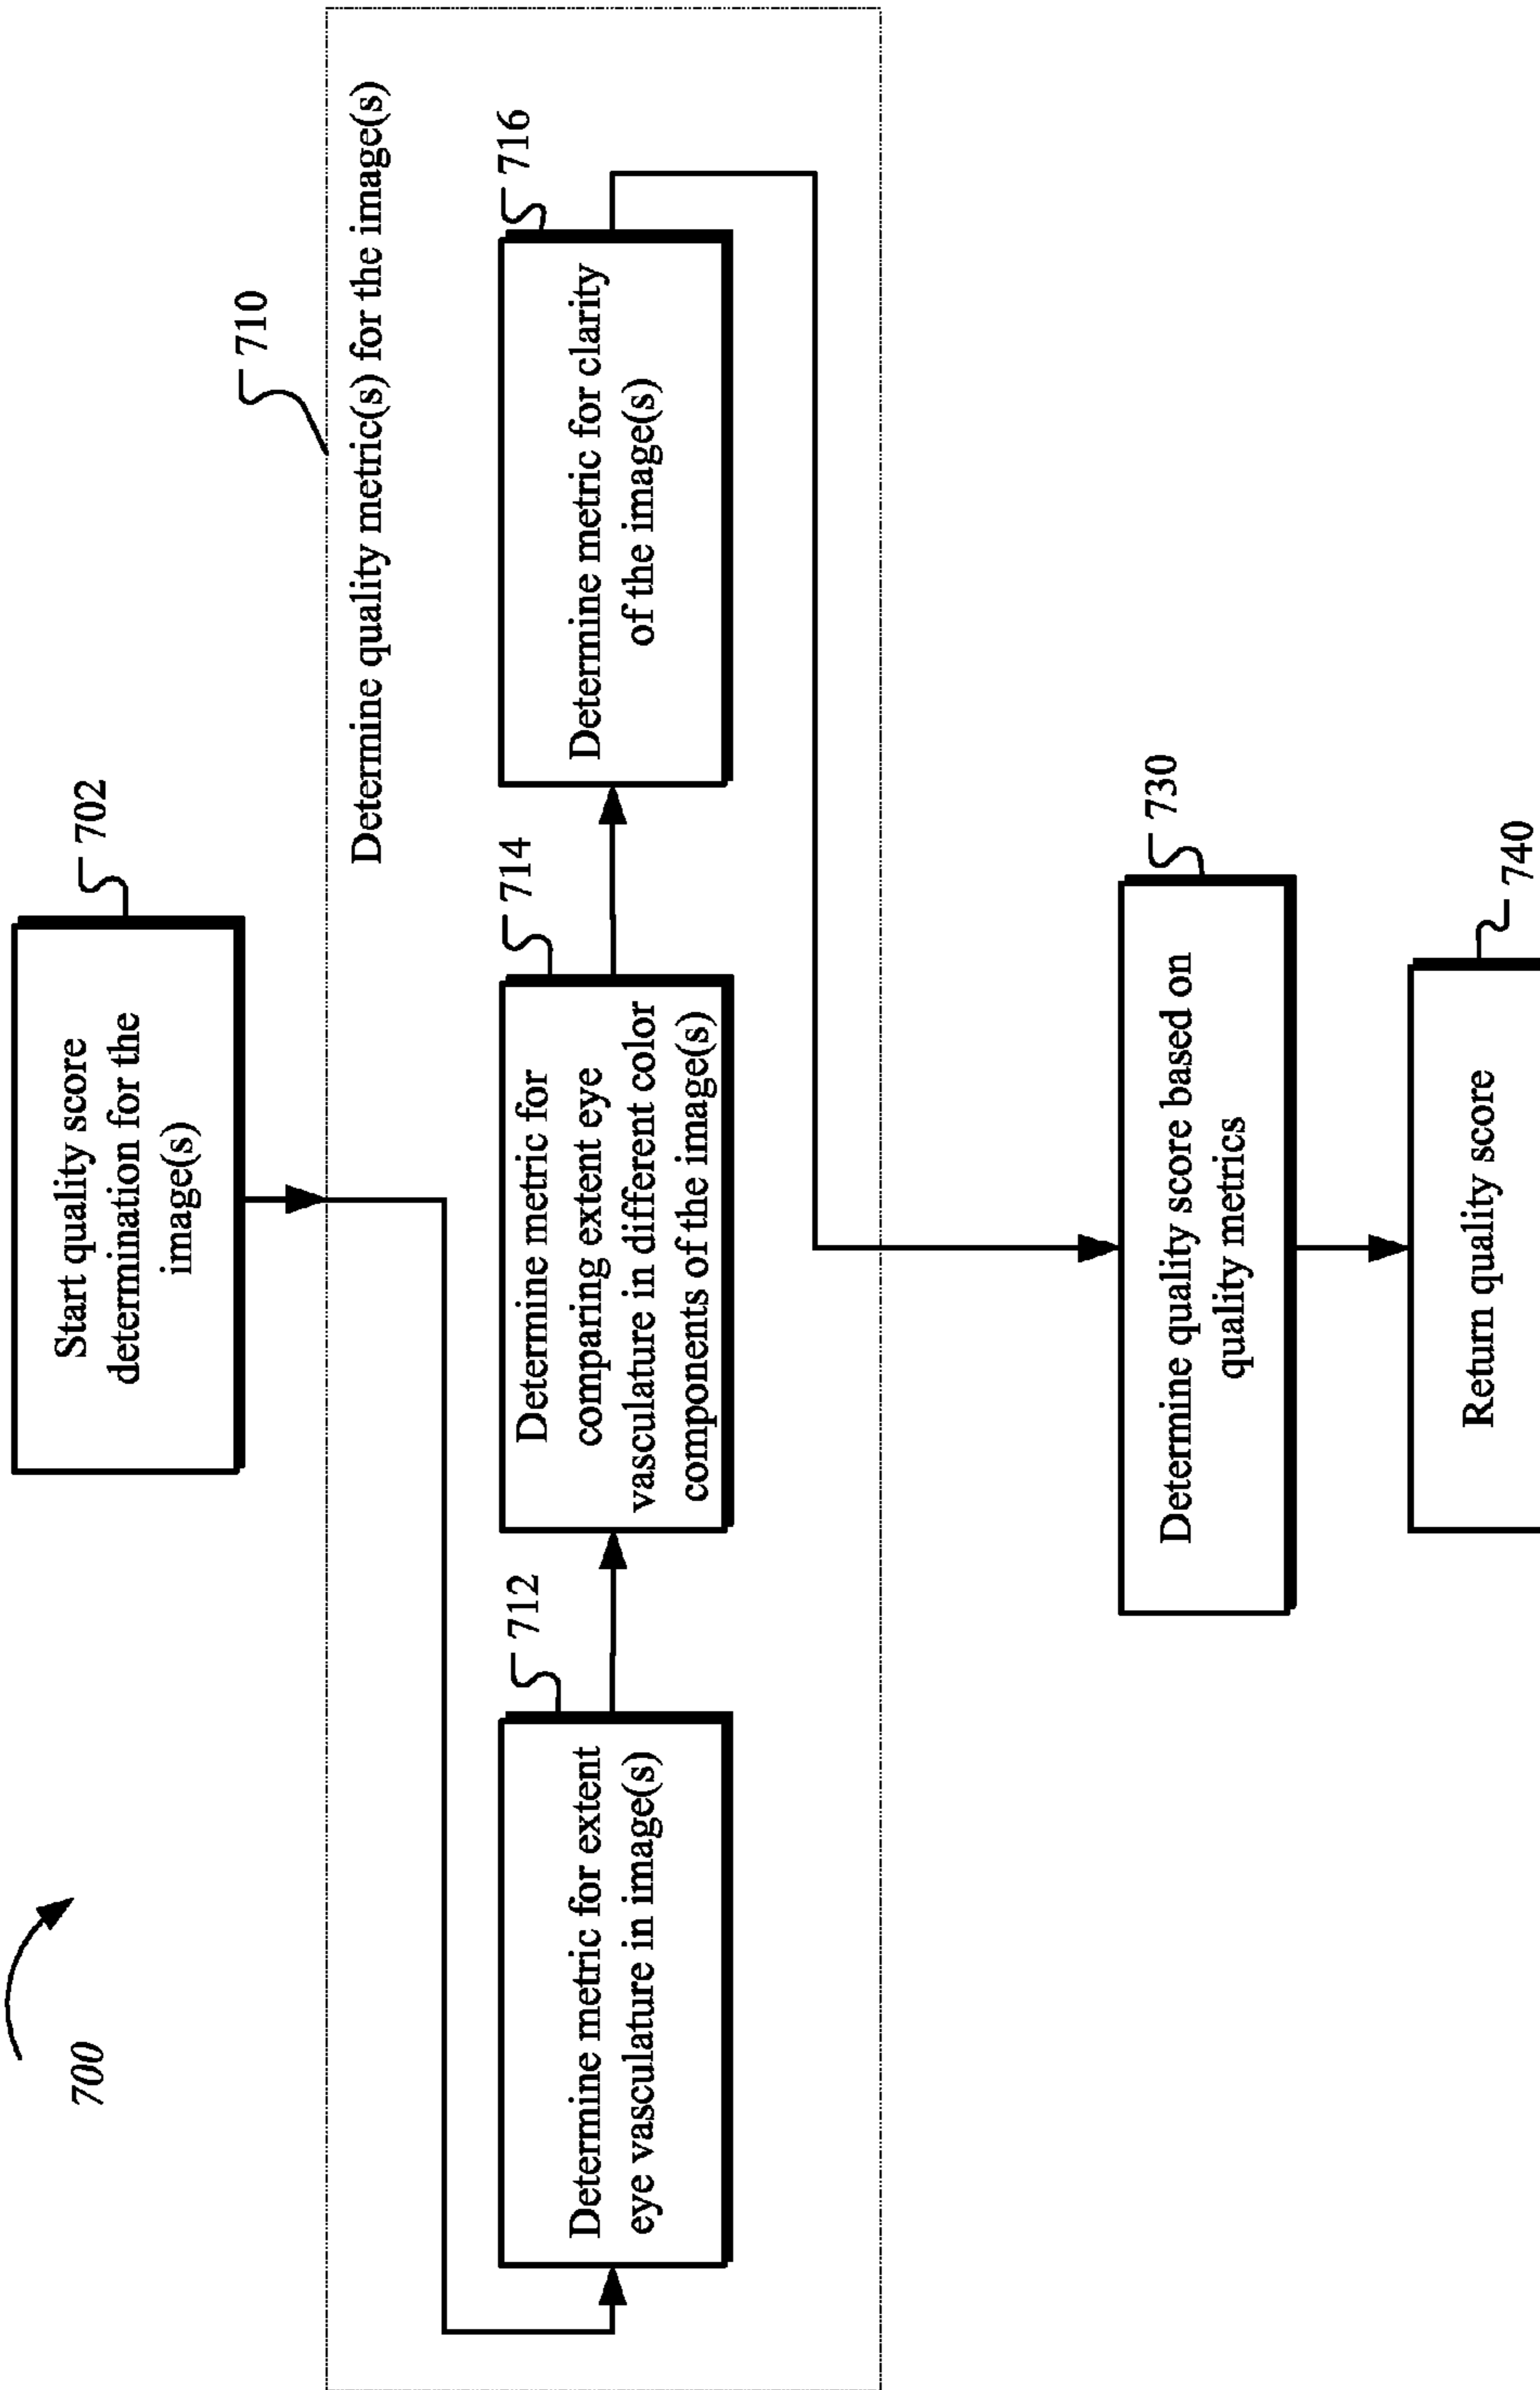 700
Start quality score
determination for the
image(s)
702
710
Determine quality metric(s) for the image(s)
Determine metric for extent
eye vasculature in image(s)
712
Determine metric for
comparing extent eye
vasculature in different color
components of the image(s)
714
Determine metric for clarity
of the image(s)
716
Determine quality score based on
quality metrics
730
Return quality score
740